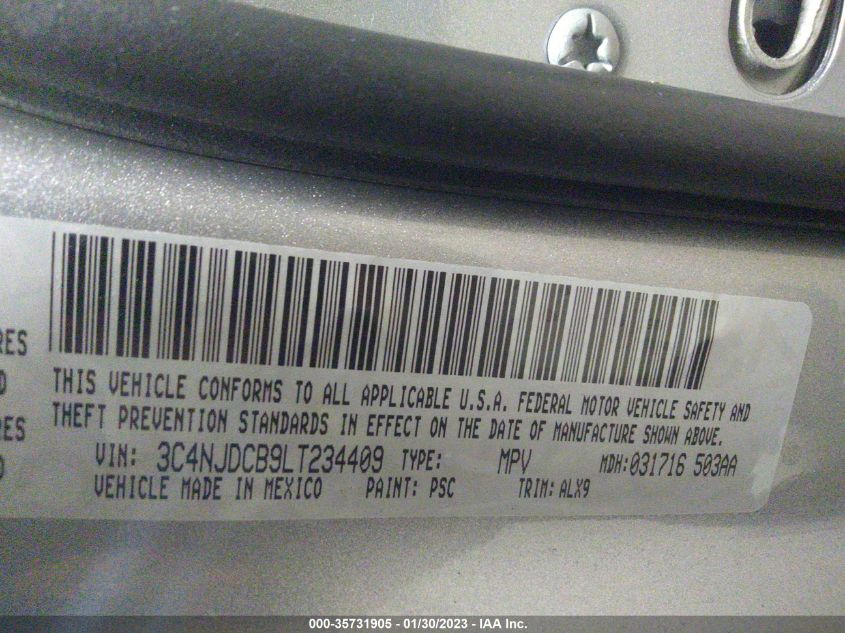 RES
THIS VEHICLE CONFORMS TO ALL APPLICABLE U.S.A. FEDERAL MOTOR VEHICLE SAFETY AND
D
THEFT PREVENTION STANDARDS IN EFFECT ON THE DATE OF MANUFACTURE SHOWN ABOVE.
RES
VIN: 3C4NJDCB9LT234409 TYPE: MPV MDH:031716 503AA
D
VEHICLE MADE IN MEXICO PAINT: PSC TRIM: ALX9
000-35731905 - 01/30/2023 - IAA Inc.